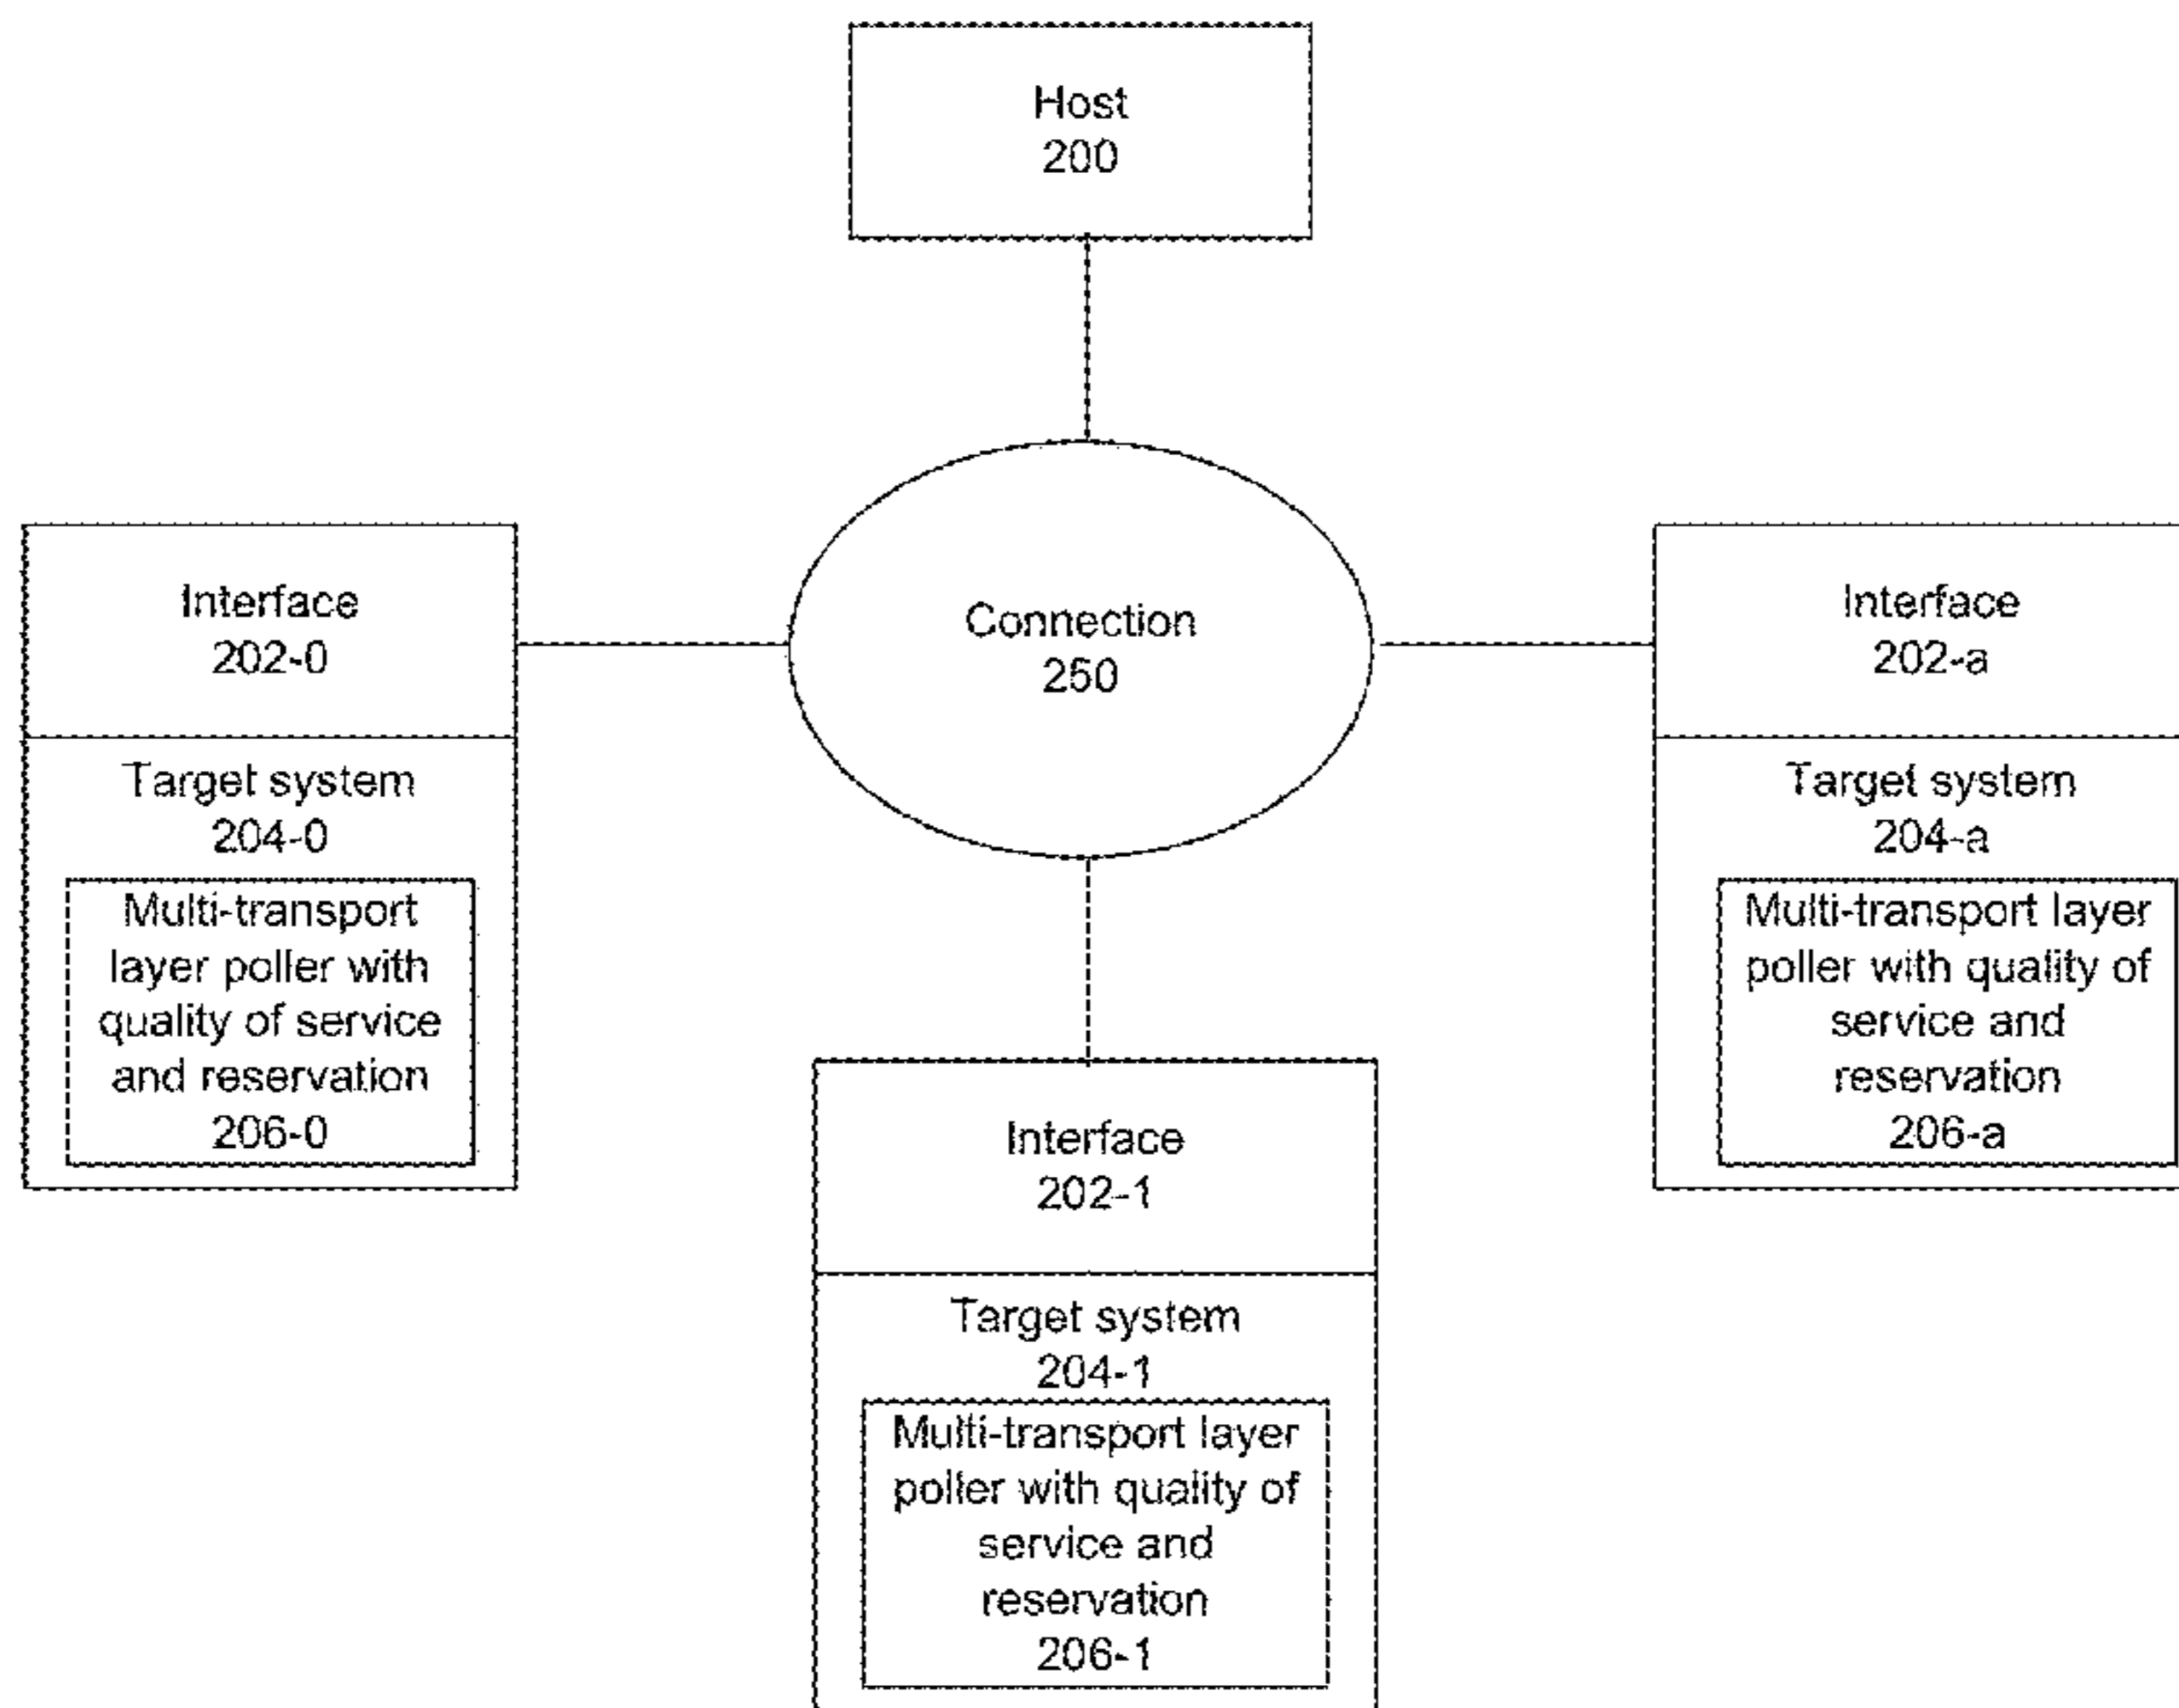 Host
200
Connection
250
Interface
202-0
Target system
204-0
Multi-transport
layer poller with
quality of service
and reservation
206-0
Interface
202-1
Target system
204-1
Multi-transport layer
poller with quality of
service and
reservation
206-1
Interface
202-a
Target system
204-a
Multi-transport layer
poller with quality of
service and
reservation
206-a